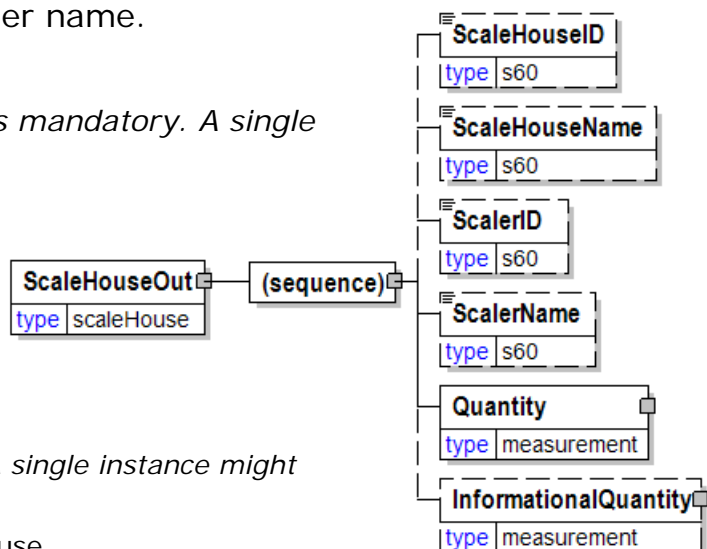 er name.
s mandatory. A single
single instance might
use
ScaleHouseOut
type scaleHouse
(sequence)
ScaleHouseID
type s60
ScaleHouseName
type s60
ScalerID
type s60
ScalerName
type s60
Quantity
type measurement
InformationalQuantity
type measurement